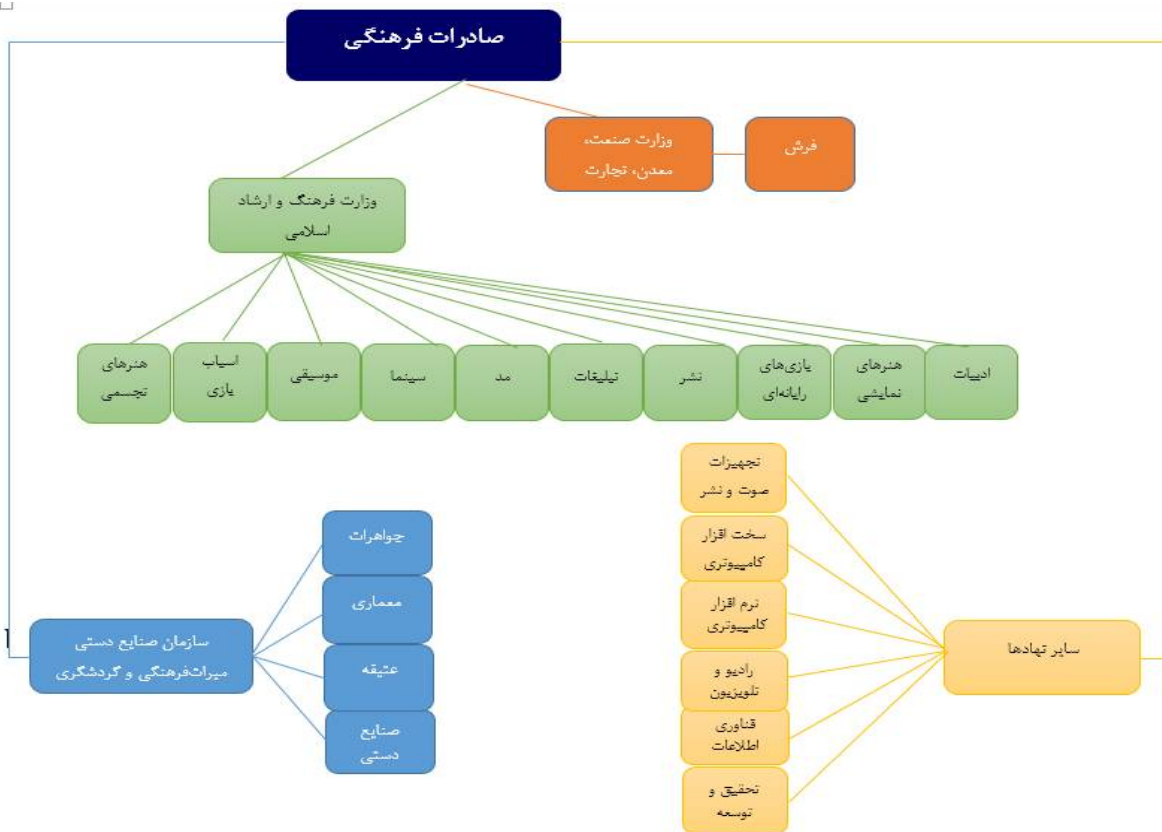 صادرات فرهنگی
وزارت صنعت،
معدن، تجارت
فرش
وزارت فرهنگ و ارشاد
اسلامی
ادبیات
هنرهای
نمایشی
بازی‌های
رایانه‌ای
نشر
تبلیغات
مد
سینما
موسیقی
اسباب
بازی
هنرهای
تجسمی
تجهیزات
صوت و نشر
سخت افزار
کامپیوتری
نرم افزار
کامپیوتری
رادیو و
تلویزیون
فناوری
اطلاعات
تحقیق و
توسعه
سایر نهادها
جواهرات
معماری
عتیقه
صنایع
دستی
سازمان صنایع دستی
میراث‌فرهنگی و گردشگری